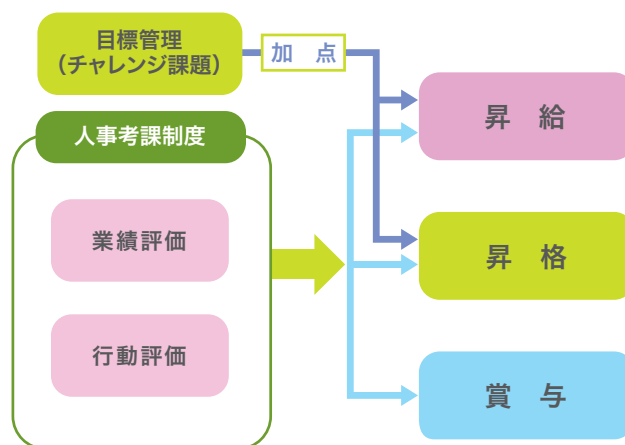 目標管理
（チャレンジ課題）
加 点
昇 給
人事考課制度
業績評価
昇 格
行動評価
賞 与